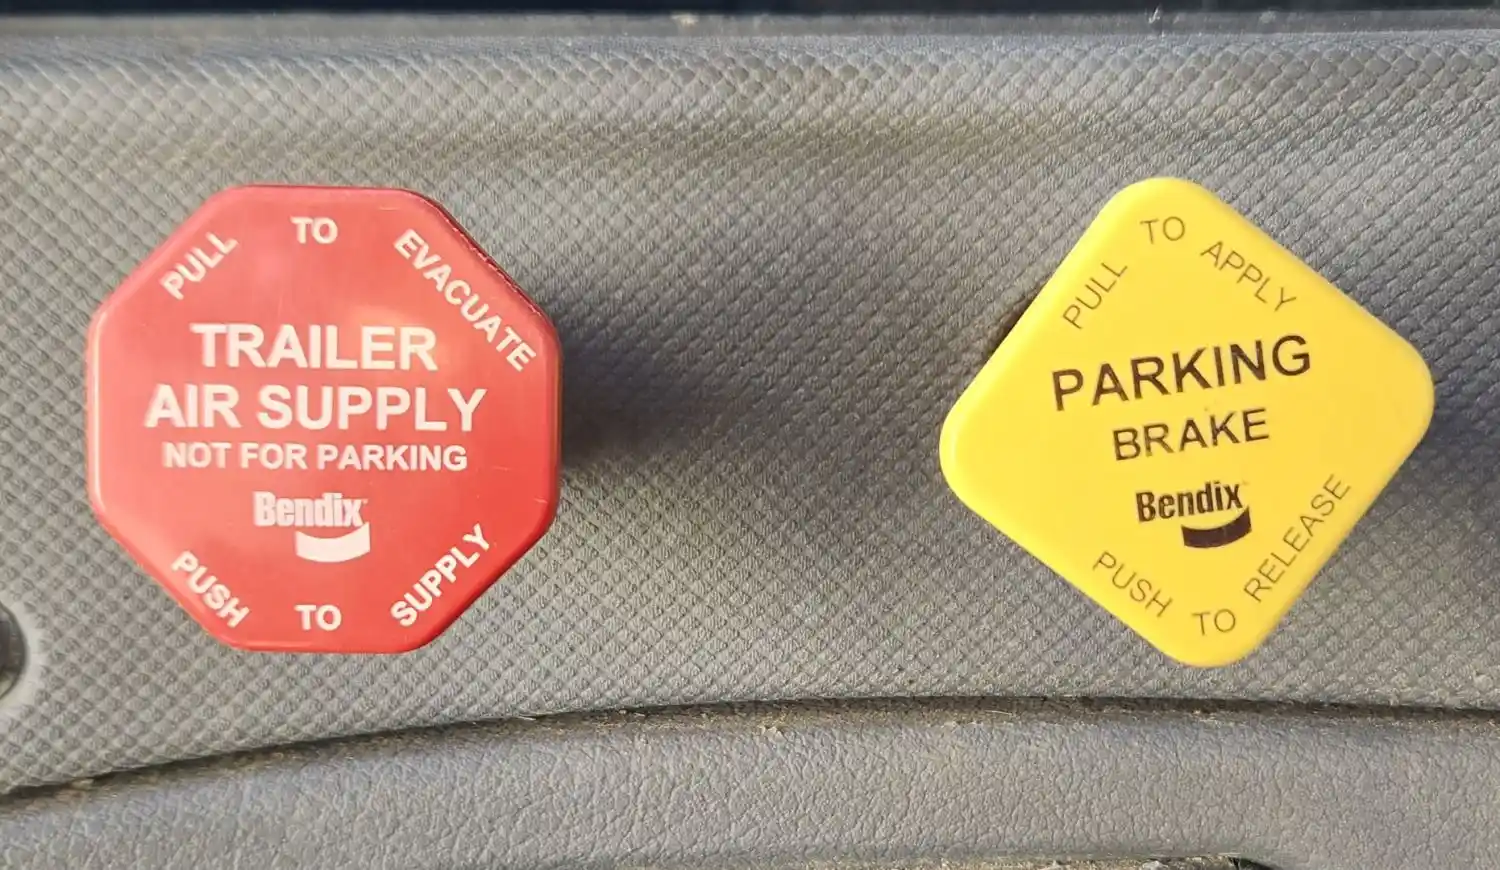 PULL TO EVACUATE
TRAILER
AIR SUPPLY
NOT FOR PARKING
Bendix
PUSH TO SUPPLY
PULL TO APPLY
PARKING
BRAKE
Bendix
PUSH TO RELEASE